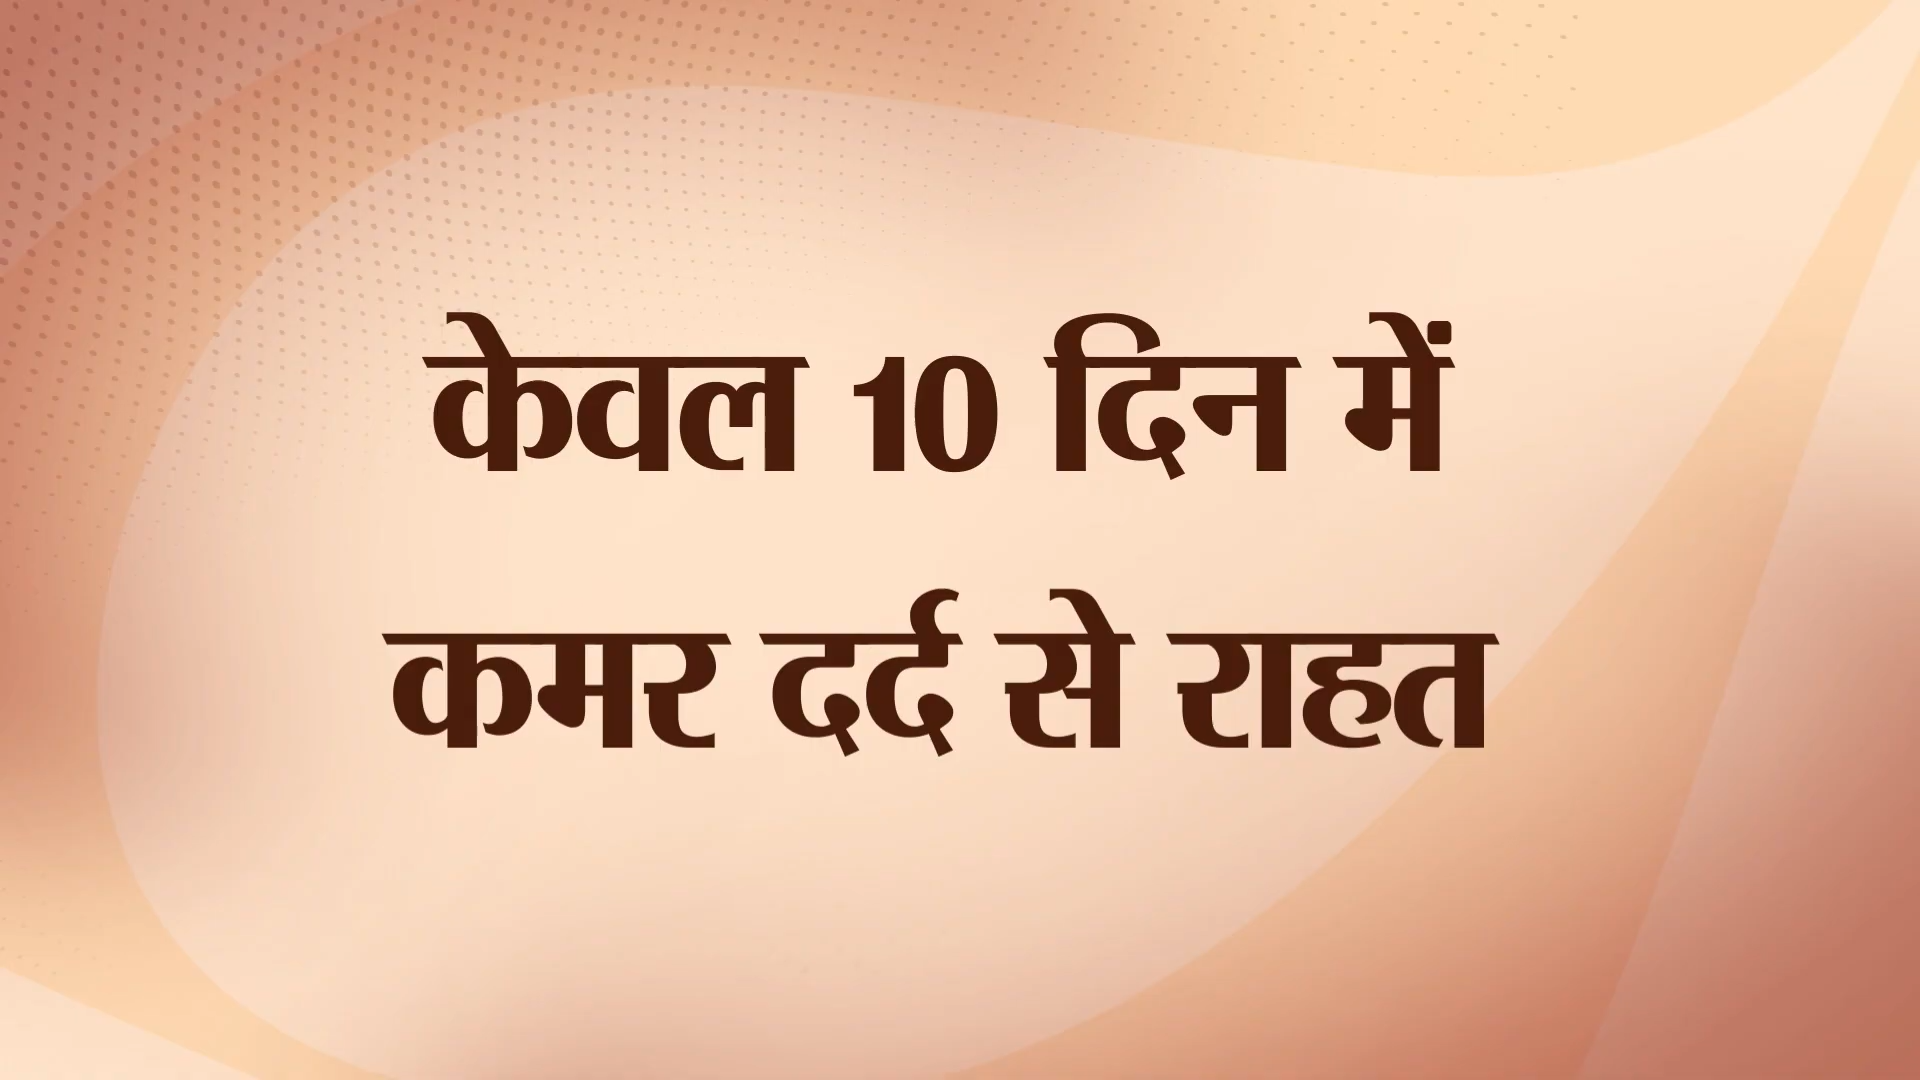 केवल 10 दिन में
कमर दर्द से राहत